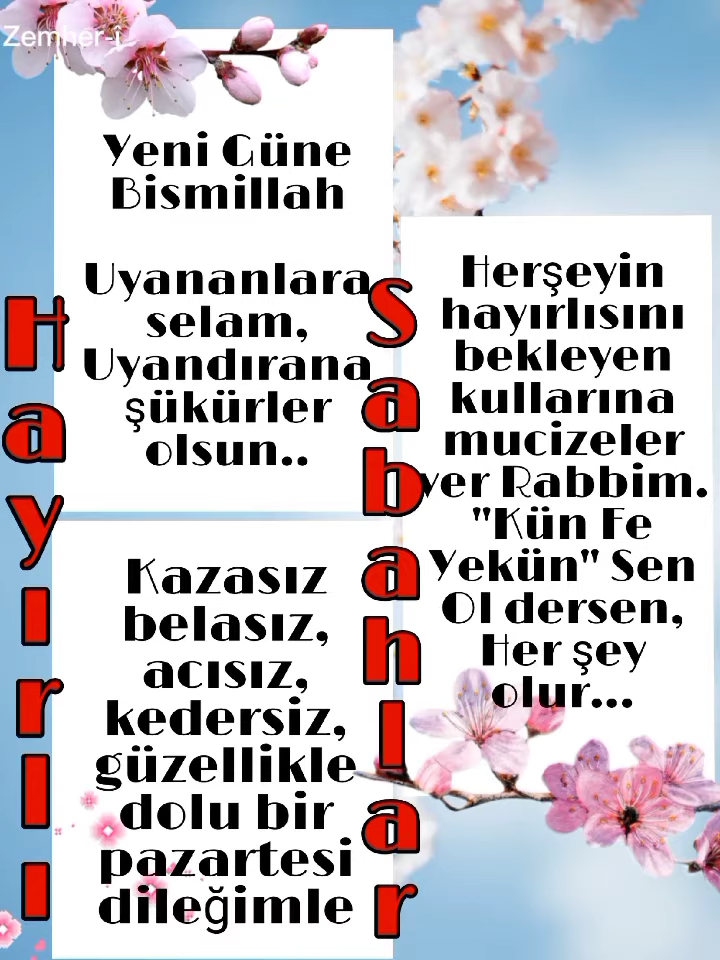 Zemher-i
Yeni Güne
Bismillah
Uyananlara
selam,
Uyandırana
şükürler
olsun..
Hayırlı
Sabahlar
Herşeyin
hayırlısını
bekleyen
kullarına
mucizeler
ver Rabbim.
"Kün Fe
Yekün" Sen
Ol dersen,
Her şey
olur...
Kazasız
belasız,
acısız,
kedersiz,
güzellikle
dolu bir
pazartesi
dileğimle